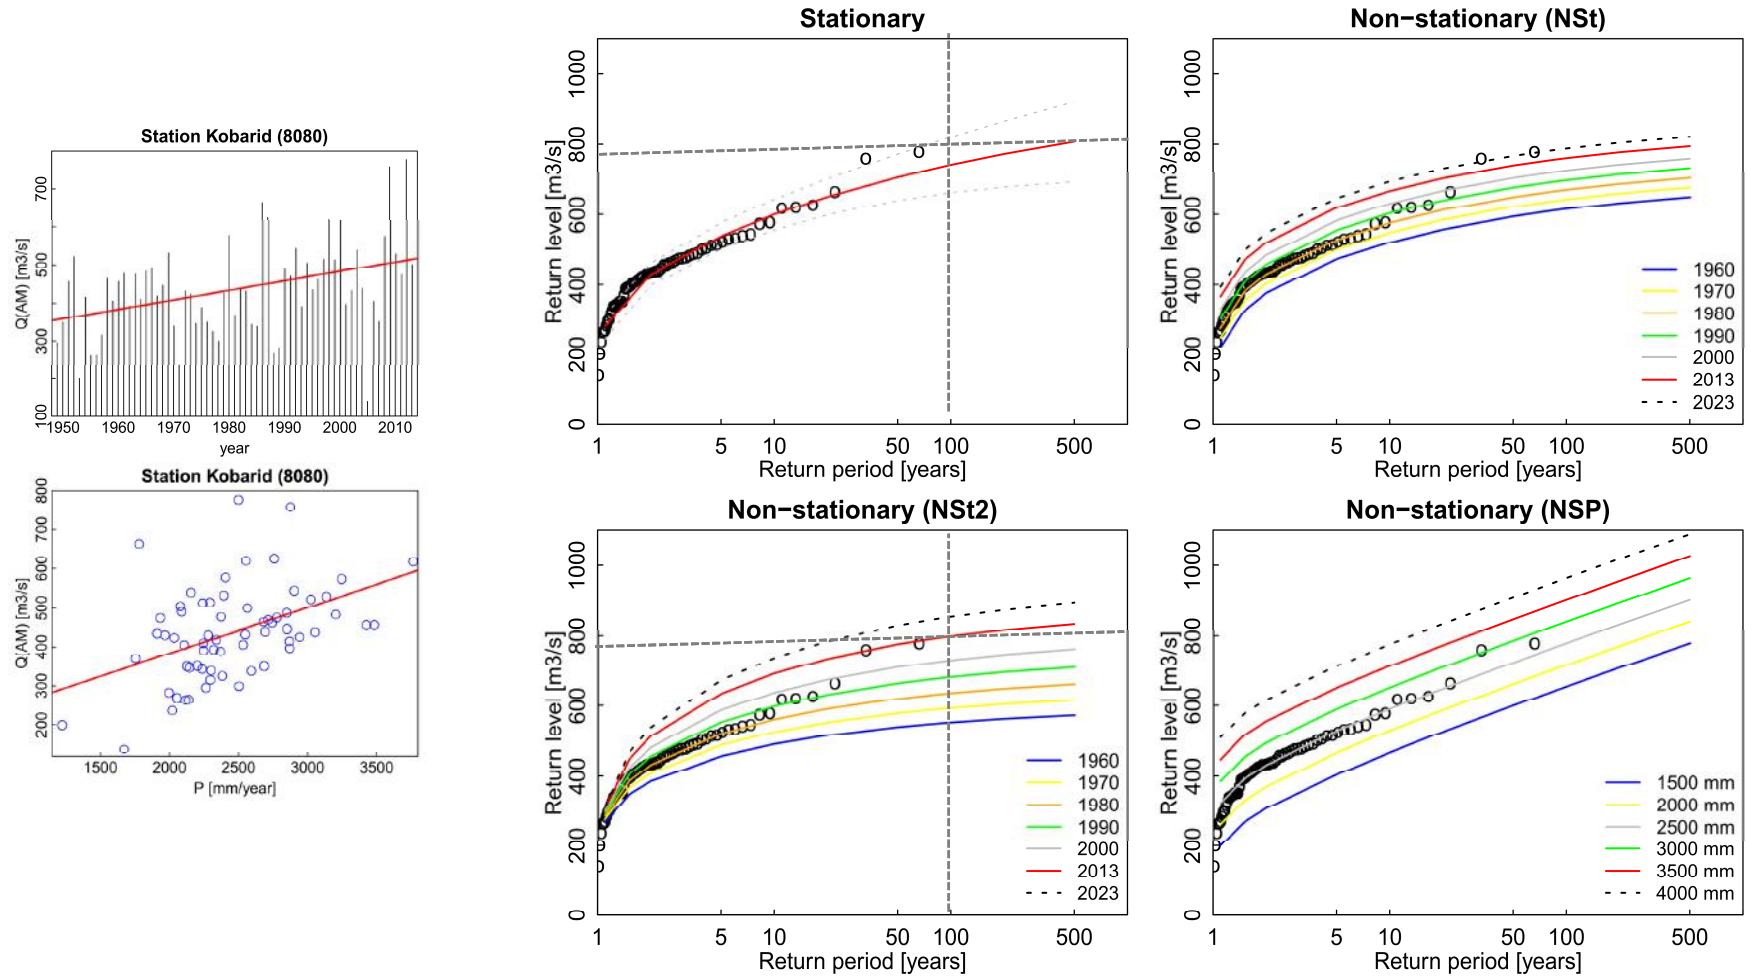 Station Kobarid (8080)
Q(AM) [m3/s]
700
500
300
100
1950 1960 1970 1980 1990 2000 2010
year
Station Kobarid (8080)
Q(AM) [m3/s]
800
700
600
500
400
300
200
1500 2000 2500 3000 3500
P [mm/year]
Stationary
Return level [m3/s]
1000
800
600
400
200
0
1 5 10 50 100 500
Return period [years]
Non−stationary (NSt)
Return level [m3/s]
1000
800
600
400
200
0
1960
1970
1980
1990
2000
2013
2023
1 5 10 50 100 500
Return period [years]
Non−stationary (NSt2)
Return level [m3/s]
1000
800
600
400
200
0
1960
1970
1980
1990
2000
2013
2023
1 5 10 50 100 500
Return period [years]
Non−stationary (NSP)
Return level [m3/s]
1000
800
600
400
200
0
1500 mm
2000 mm
2500 mm
3000 mm
3500 mm
4000 mm
1 5 10 50 100 500
Return period [years]